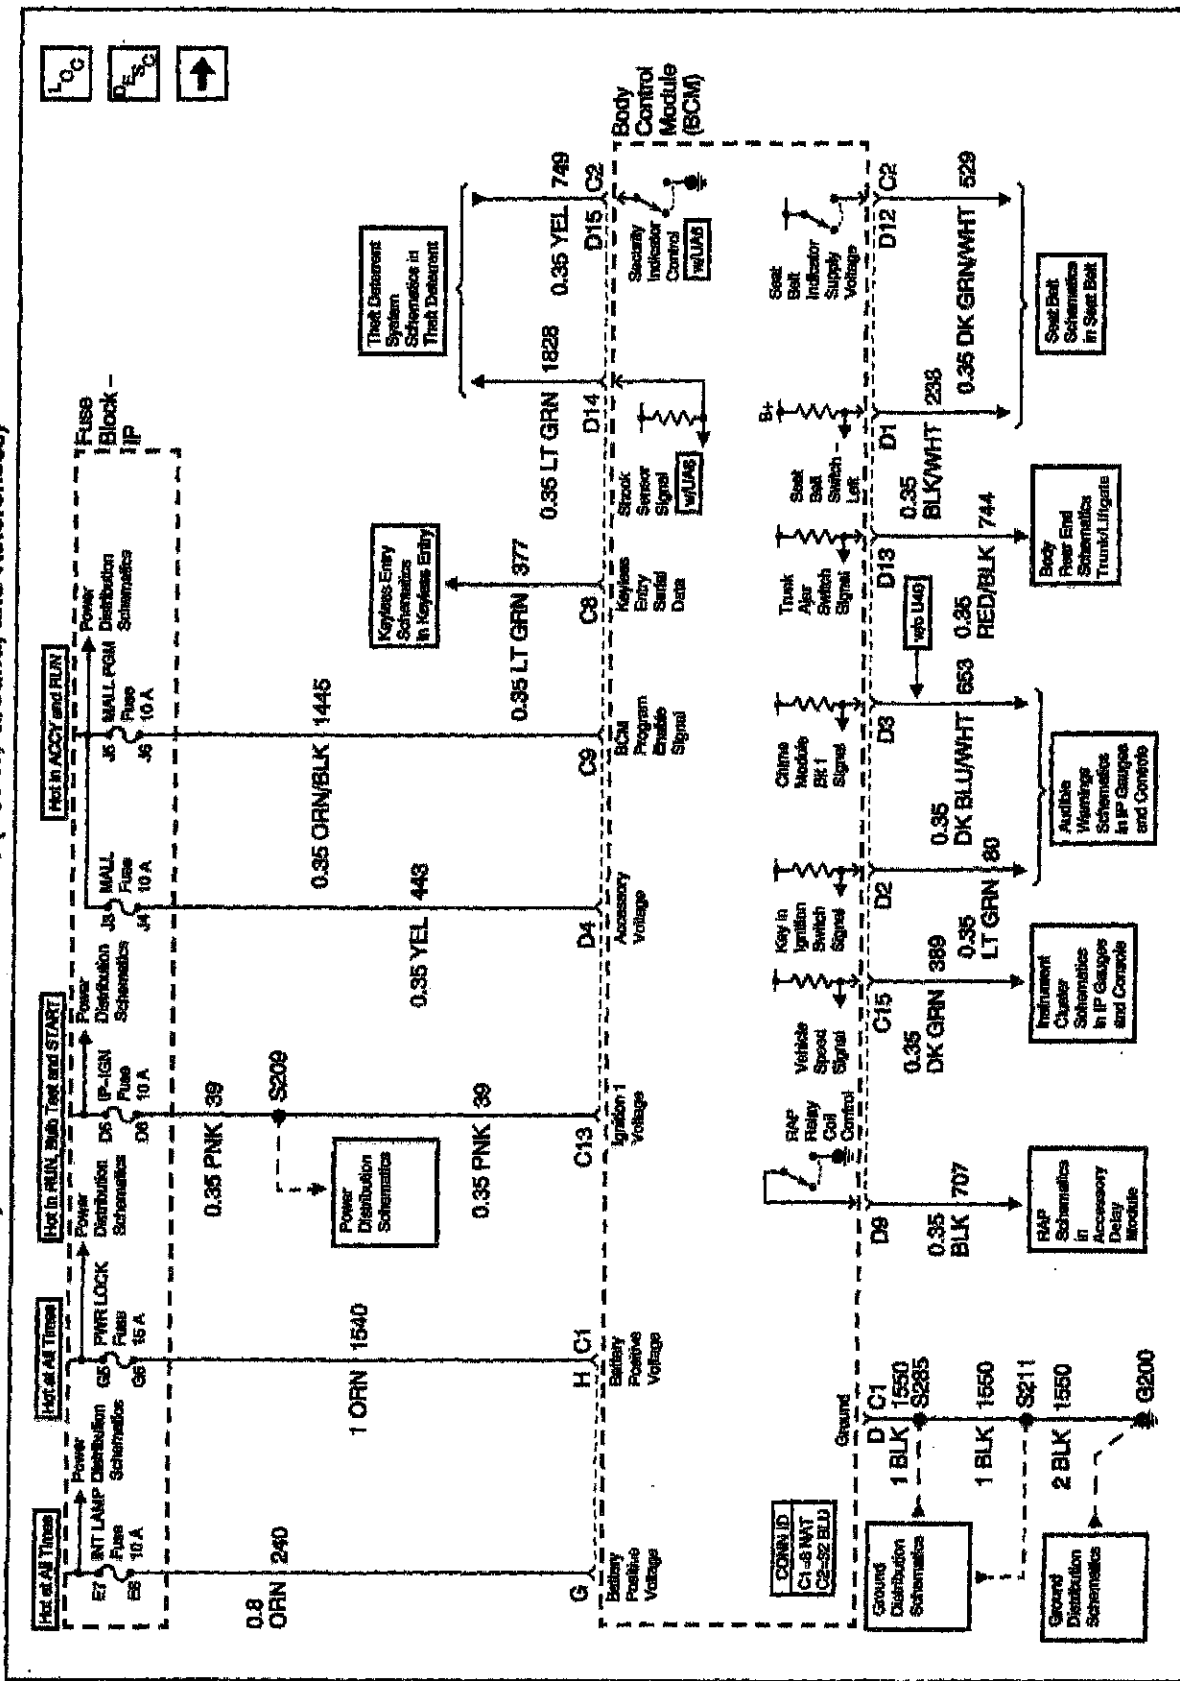 LOC
DESC
Hot at All Times
Hot at All Times
Hot in RUN, Bulb Test and START
Hot in ACCY and RUN
Fuse
Block –
IP
E7
INT LAMP
Fuse
10 A
E8
Power
Distribution
Schematics
G5
PWR LOCK
Fuse
15 A
G6
Power
Distribution
Schematics
D5
IP-IGN
Fuse
10 A
D6
Power
Distribution
Schematics
J3
MALL
Fuse
10 A
J4
J5
MALL PGM
Fuse
10 A
J6
Power
Distribution
Schematics
0.8
ORN 240
1 ORN 1540
0.35 PNK 39
S209
Power
Distribution
Schematics
0.35 PNK 39
0.35 YEL 443
0.35 ORN/BLK 1445
Keyless Entry
Schematics
in Keyless Entry
0.35 LT GRN 377
Theft Deterrent
System
Schematics in
Theft Deterrent
0.35 LT GRN 1828
0.35 YEL 749
G
H
C1
C13
D4
C9
C8
D14
D15
C2
Body
Control
Module
(BCM)
Battery
Positive
Voltage
Battery
Positive
Voltage
Ignition 1
Voltage
Accessory
Voltage
BCM
Program
Enable
Signal
Keyless
Entry
Serial
Data
Shock
Sensor
Signal
w/UA6
Security
Indicator
Control
w/UA6
CONN ID
C1=8 NAT
C2=32 BLU
Ground
RAP
Relay
Coil
Control
Vehicle
Speed
Signal
Key in
Ignition
Switch
Signal
Chime
Module
Bit 1
Signal
Trunk
Ajar
Switch
Signal
B+
Seat
Belt
Switch –
Left
Seat
Belt
Indicator
Supply
Voltage
D
C1
D9
C15
D2
D3
D13
D1
D12
C2
1 BLK 1550
S285
1 BLK 1550
S211
2 BLK 1550
G200
Ground
Distribution
Schematics
Ground
Distribution
Schematics
0.35
BLK 707
RAP
Schematics
in
Accessory
Delay
Module
0.35
DK GRN 389
Instrument
Cluster
Schematics
in IP Gauges
and Console
0.35
LT GRN 80
0.35
DK BLU/WHT 653
w/o U40
Audible
Warnings
Schematics
in IP Gauges
and Console
0.35
RED/BLK 744
Body
Rear End
Schematics
Trunk/Liftgate
0.35
BLK/WHT 238
0.35 DK GRN/WHT 529
Seat Belt
Schematics
in Seat Belt